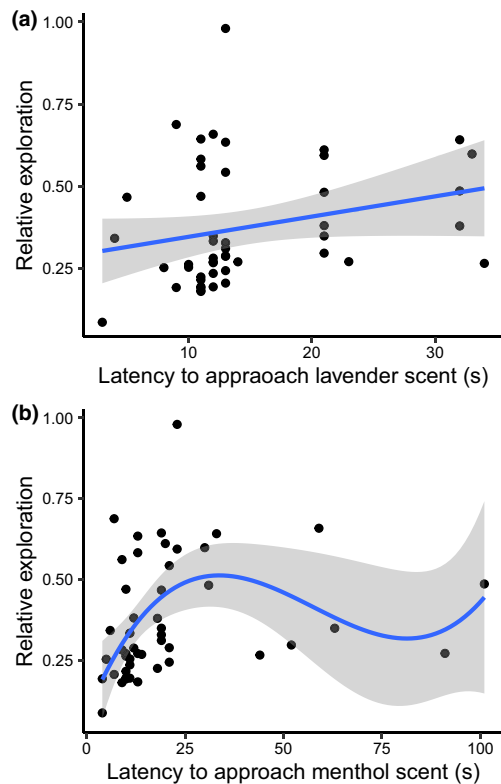 (a)
1.00
0.75
0.50
0.25
Relative exploration
10 20 30
Latency to appraoach lavender scent (s)
(b)
1.00
0.75
0.50
0.25
Relative exploration
0 25 50 75 100
Latency to approach menthol scent (s)